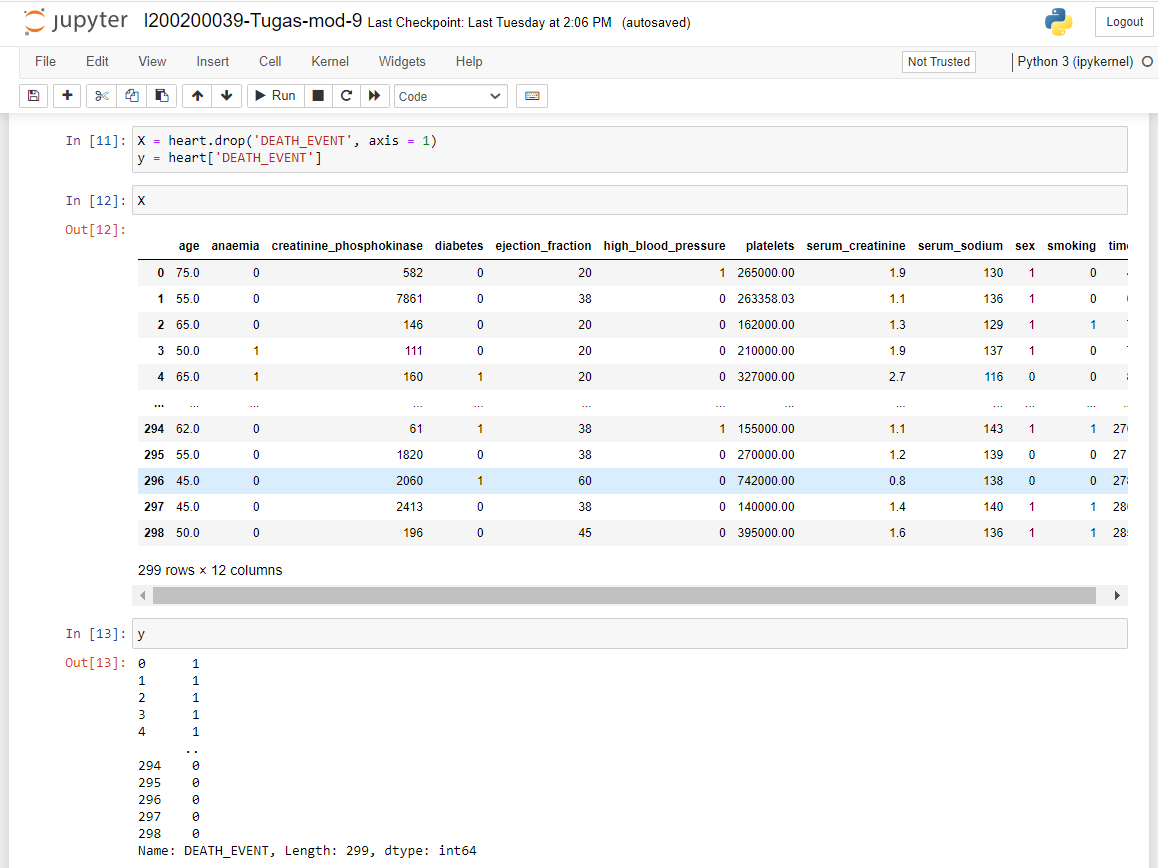 jupyter l200200039-Tugas-mod-9 Last Checkpoint: Last Tuesday at 2:06 PM (autosaved) Logout
File Edit View Insert Cell Kernel Widgets Help Not Trusted Python 3 (ipykernel)
Run Code
In [11]: X = heart.drop('DEATH_EVENT', axis = 1)
y = heart['DEATH_EVENT']
In [12]: X
Out[12]:
age anaemia creatinine_phosphokinase diabetes ejection_fraction high_blood_pressure platelets serum_creatinine serum_sodium sex smoking
0 75.0 0 582 0 20 1 265000.00 1.9 130 1 0
1 55.0 0 7861 0 38 0 263358.03 1.1 136 1 0
2 65.0 0 146 0 20 0 162000.00 1.3 129 1 1
3 50.0 1 111 0 20 0 210000.00 1.9 137 1 0
4 65.0 1 160 1 20 0 327000.00 2.7 116 0 0
... ... ... ... ... ... ... ... ... ... ... ...
294 62.0 0 61 1 38 1 155000.00 1.1 143 1 1
295 55.0 0 1820 0 38 0 270000.00 1.2 139 0 0
296 45.0 0 2060 1 60 0 742000.00 0.8 138 0 0
297 45.0 0 2413 0 38 0 140000.00 1.4 140 1 1
298 50.0 0 196 0 45 0 395000.00 1.6 136 1 1
299 rows × 12 columns
In [13]: y
Out[13]: 0 1
1 1
2 1
3 1
4 1
..
294 0
295 0
296 0
297 0
298 0
Name: DEATH_EVENT, Length: 299, dtype: int64